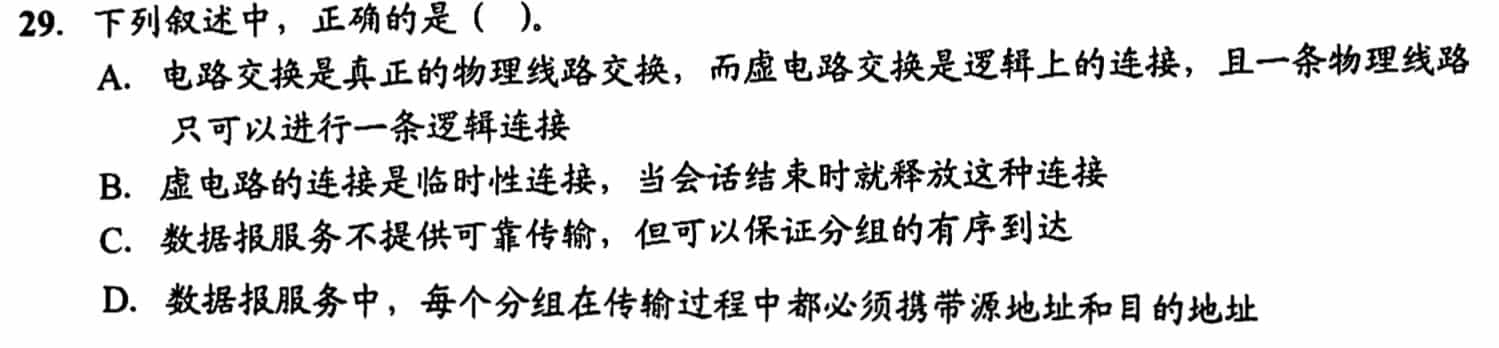 29. 下列叙述中，正确的是（  ）。
A. 电路交换是真正的物理线路交换，而虚电路交换是逻辑上的连接，且一条物理线路
只可以进行一条逻辑连接
B. 虚电路的连接是临时性连接，当会话结束时就释放这种连接
C. 数据报服务不提供可靠传输，但可以保证分组的有序到达
D. 数据报服务中，每个分组在传输过程中都必须携带源地址和目的地址